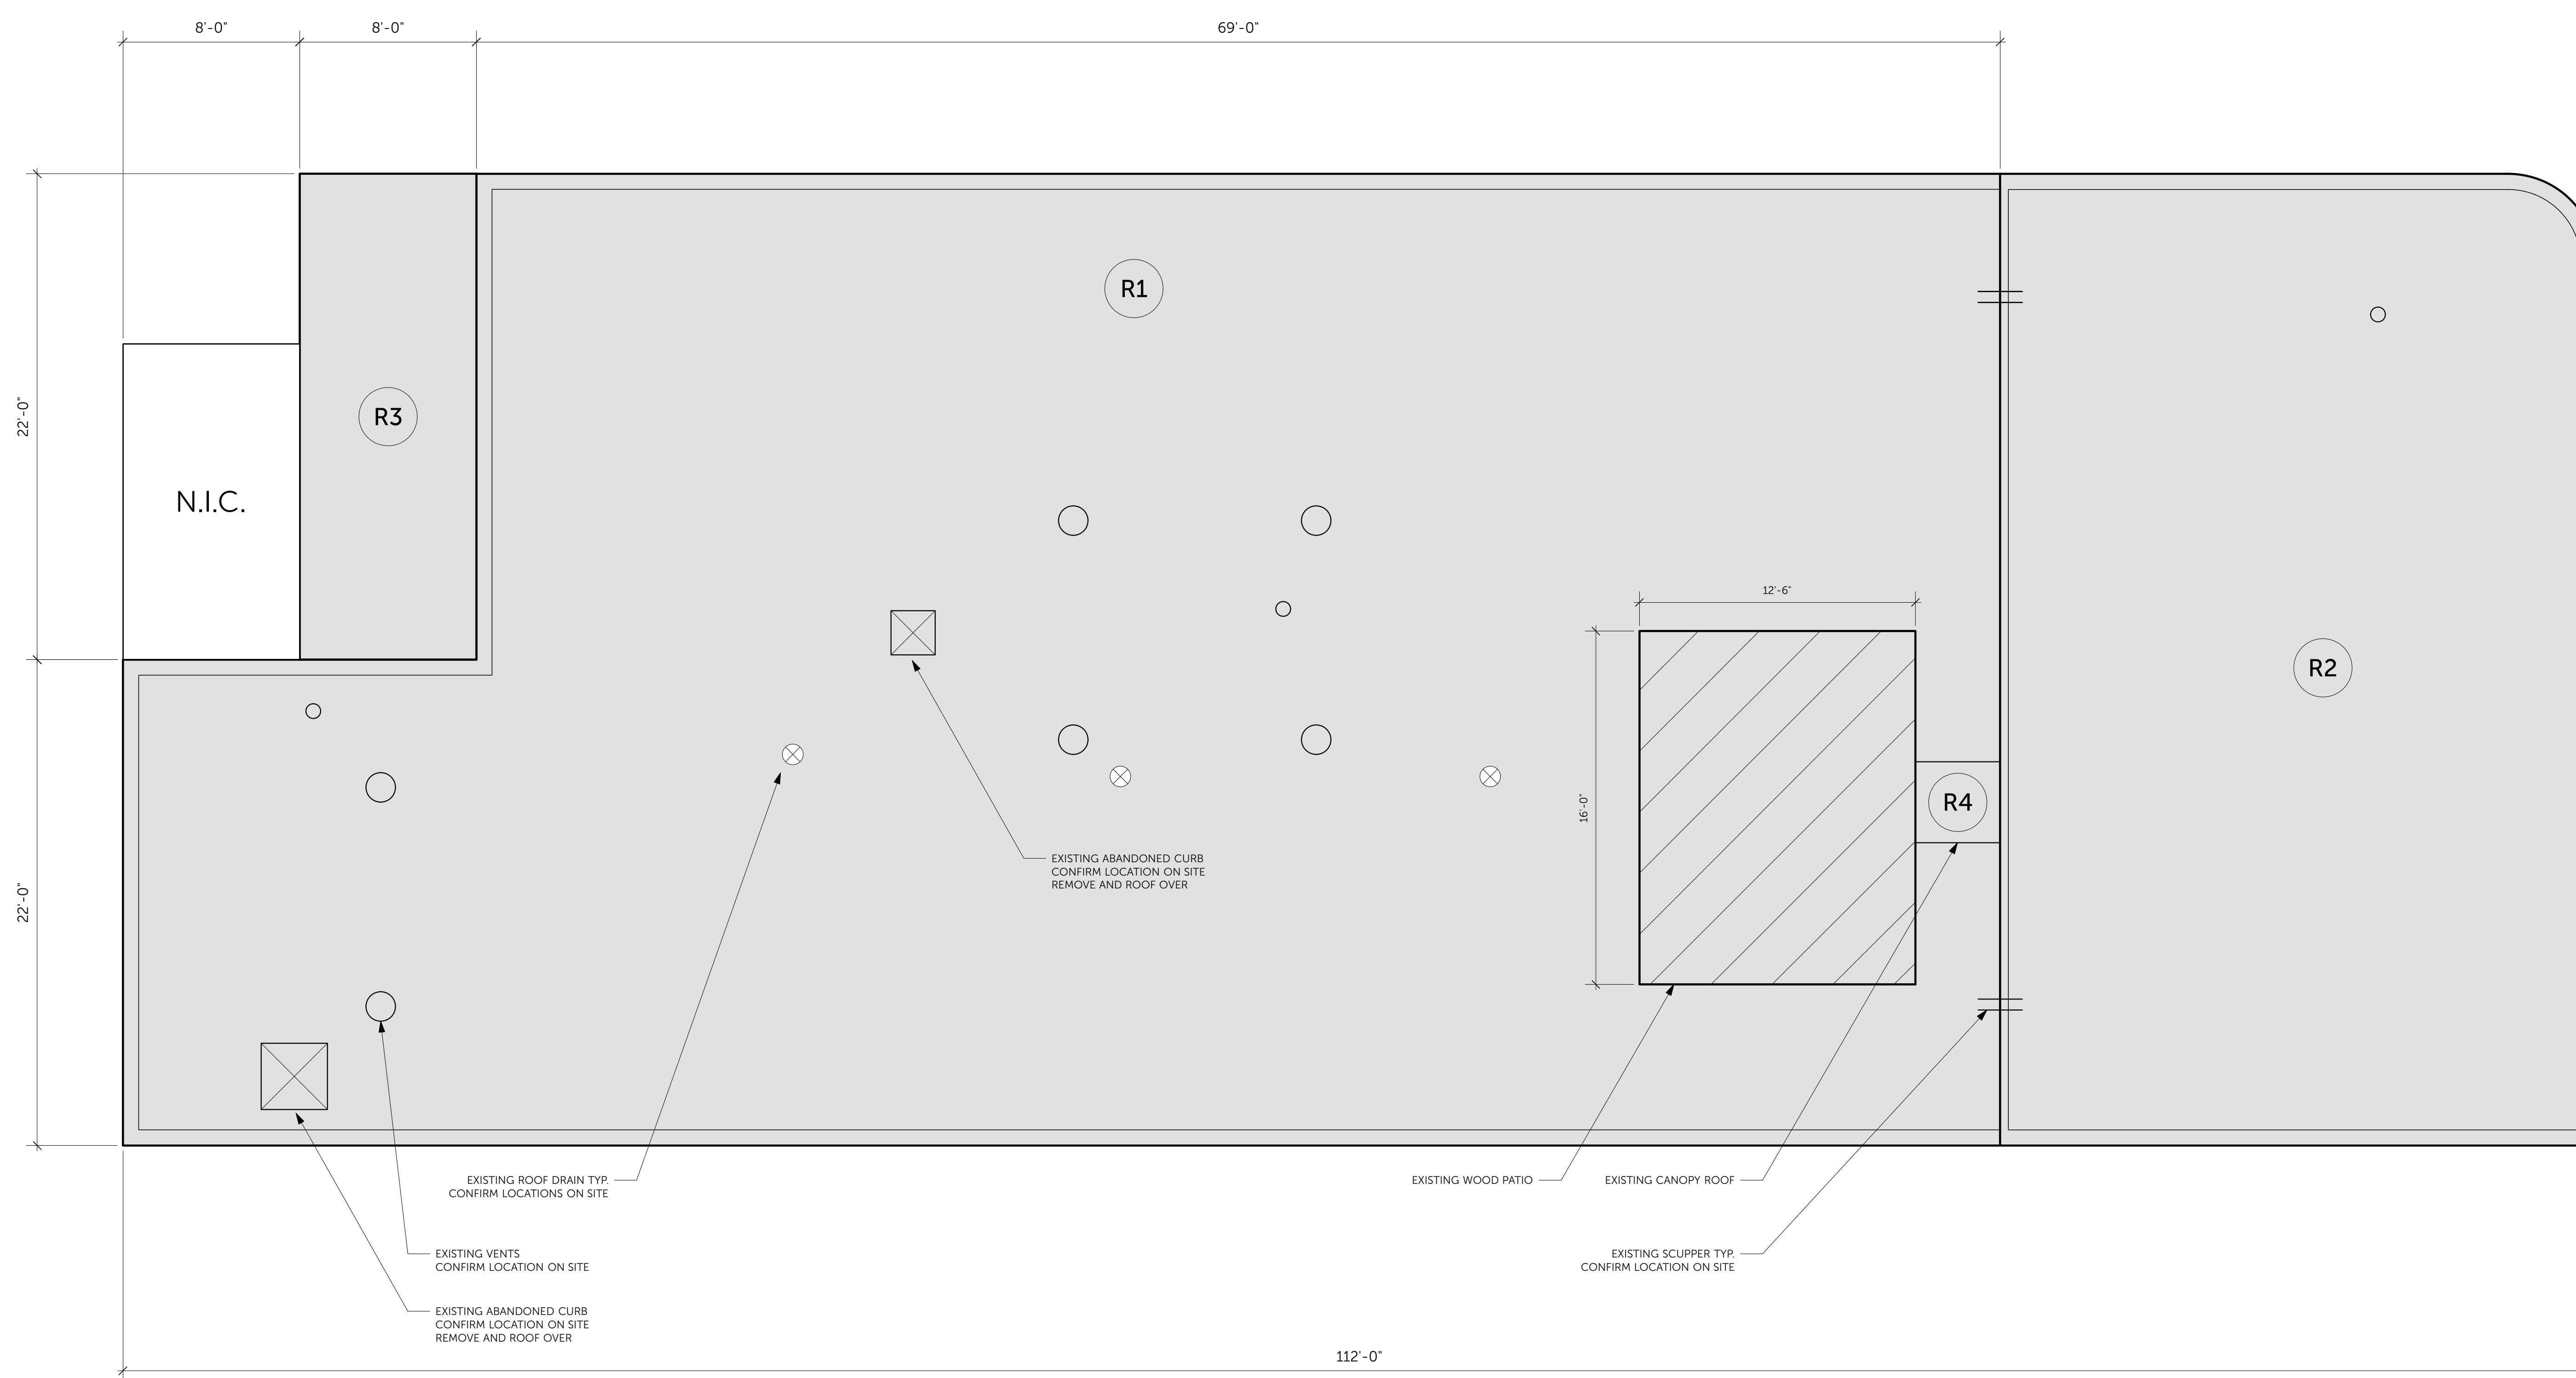 8'-0"
8'-0"
69'-0"
R1
R3
22'-0"
N.I.C.
12'-6"
R2
16'-0"
R4
EXISTING ABANDONED CURB
CONFIRM LOCATION ON SITE
REMOVE AND ROOF OVER
22'-0"
EXISTING ROOF DRAIN TYP.
CONFIRM LOCATIONS ON SITE
EXISTING WOOD PATIO
EXISTING CANOPY ROOF
EXISTING VENTS
CONFIRM LOCATION ON SITE
EXISTING SCUPPER TYP.
CONFIRM LOCATION ON SITE
EXISTING ABANDONED CURB
CONFIRM LOCATION ON SITE
REMOVE AND ROOF OVER
112'-0"